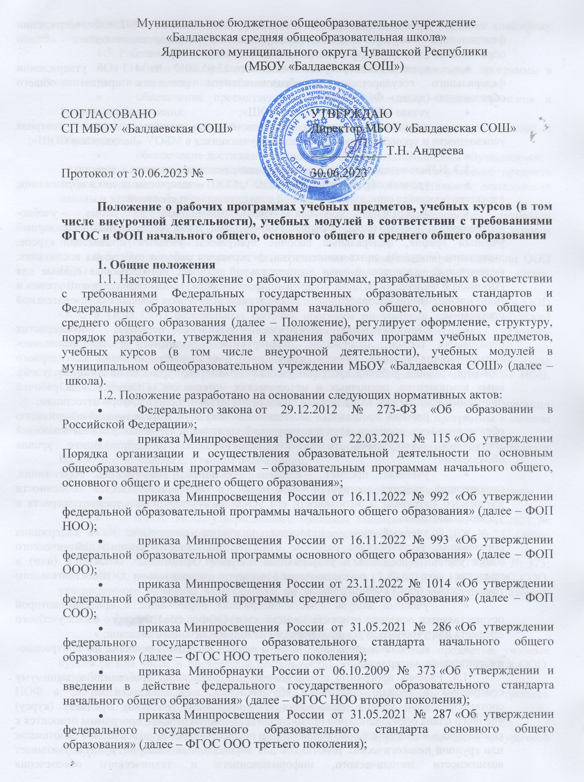 Муниципальное бюджетное общеобразовательное учреждение
«Балдаевская средняя общеобразовательная школа»
Ядринского муниципального округа Чувашской Республики
(МБОУ «Балдаевская СОШ»)
СОГЛАСОВАНО УТВЕРЖДАЮ
СП МБОУ «Балдаевская СОШ» Директор МБОУ «Балдаевская СОШ»
Т.Н. Андреева
Протокол от 30.06.2023 № _ 30.06.2023
Положение о рабочих программах учебных предметов, учебных курсов (в том
числе внеурочной деятельности), учебных модулей в соответствии с требованиями
ФГОС и ФОП начального общего, основного общего и среднего общего образования
1. Общие положения
1.1. Настоящее Положение о рабочих программах, разрабатываемых в соответствии
с требованиями Федеральных государственных образовательных стандартов и
Федеральных образовательных программ начального общего, основного общего и
среднего общего образования (далее – Положение), регулирует оформление, структуру,
порядок разработки, утверждения и хранения рабочих программ учебных предметов,
учебных курсов (в том числе внеурочной деятельности), учебных модулей в
муниципальном общеобразовательном учреждении МБОУ «Балдаевская СОШ» (далее –
школа).
1.2. Положение разработано на основании следующих нормативных актов:
• Федерального закона от 29.12.2012 № 273-ФЗ «Об образовании в
Российской Федерации»;
• приказа Минпросвещения России от 22.03.2021 № 115 «Об утверждении
Порядка организации и осуществления образовательной деятельности по основным
общеобразовательным программам – образовательным программам начального общего,
основного общего и среднего общего образования»;
• приказа Минпросвещения России от 16.11.2022 № 992 «Об утверждении
федеральной образовательной программы начального общего образования» (далее – ФОП
НОО);
• приказа Минпросвещения России от 16.11.2022 № 993 «Об утверждении
федеральной образовательной программы основного общего образования» (далее – ФОП
ООО);
• приказа Минпросвещения России от 23.11.2022 № 1014 «Об утверждении
федеральной образовательной программы среднего общего образования» (далее – ФОП
СОО);
• приказа Минпросвещения России от 31.05.2021 № 286 «Об утверждении
федерального государственного образовательного стандарта начального общего
образования» (далее – ФГОС НОО третьего поколения);
• приказа Минобрнауки России от 06.10.2009 № 373 «Об утверждении и
введении в действие федерального государственного образовательного стандарта
начального общего образования» (далее – ФГОС НОО второго поколения);
• приказа Минпросвещения России от 31.05.2021 № 287 «Об утверждении
федерального государственного образовательного стандарта основного общего
образования» (далее – ФГОС ООО третьего поколения);